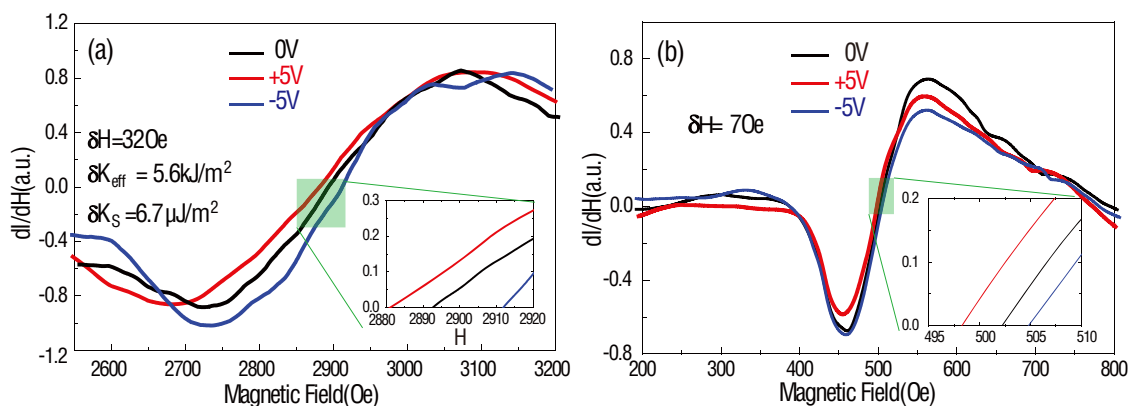 (a)
0V
+5V
-5V
δH=32Oe
δK_eff = 5.6kJ/m²
δK_S =6.7μJ/m²
dI/dH(a.u.)
1.2
0.8
0.4
0.0
-0.4
-0.8
-1.2
2600 2700 2800 2900 3000 3100 3200
Magnetic Field(Oe)
0.3
0.2
0.1
0.0
2880 2890 2900 2910 2920
H
(b)
0V
+5V
-5V
δH= 7Oe
dI/dH(a.u.)
0.8
0.4
0.0
-0.4
-0.8
200 300 400 500 600 700 800
Magnetic Field(Oe)
0.2
0.1
0.0
495 500 505 510